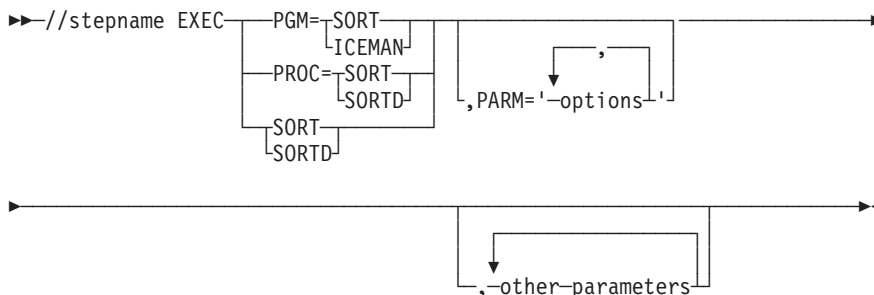 //stepname EXEC PGM= SORT
ICEMAN
,
PROC= SORT
SORTD
,PARM=' options '
SORT
SORTD
, other parameters